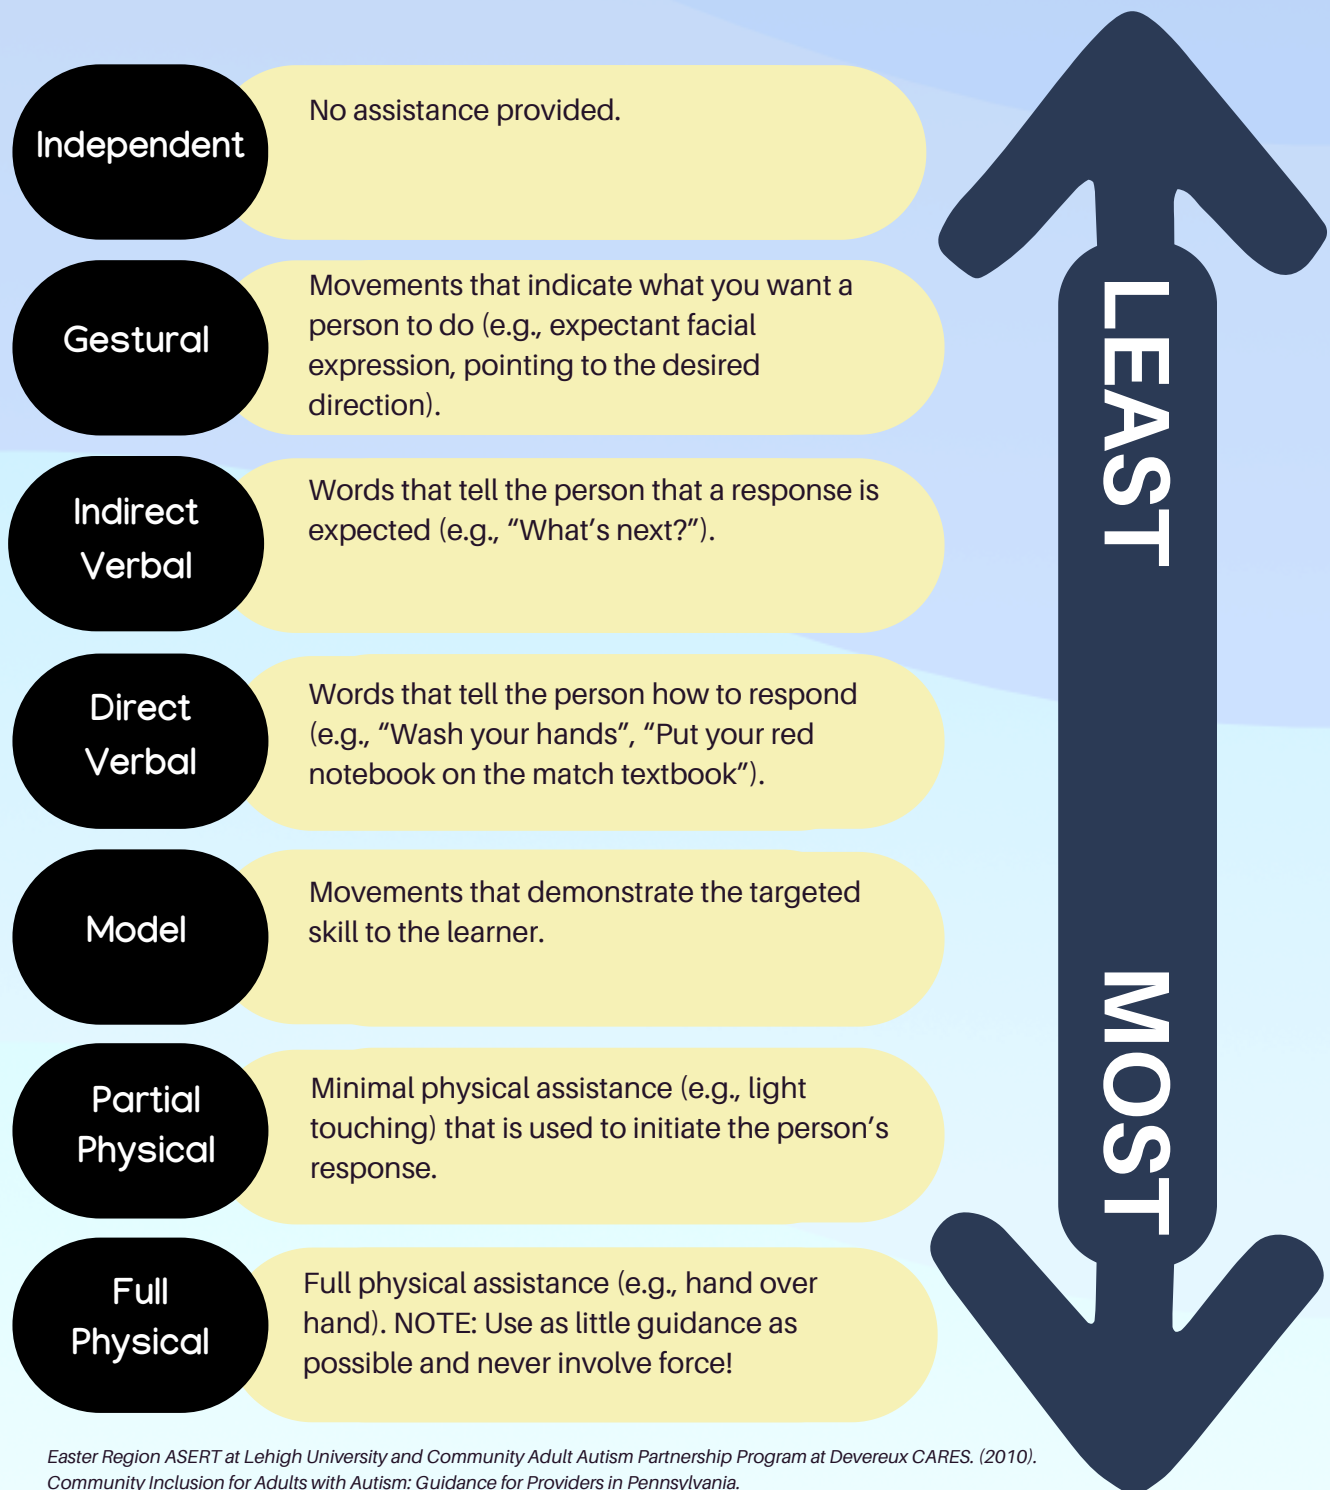 Independent
No assistance provided.
Gestural
Movements that indicate what you want a
person to do (e.g., expectant facial
expression, pointing to the desired
direction).
Indirect
Verbal
Words that tell the person that a response is
expected (e.g., “What’s next?”).
Direct
Verbal
Words that tell the person how to respond
(e.g., “Wash your hands”, “Put your red
notebook on the match textbook”).
Model
Movements that demonstrate the targeted
skill to the learner.
Partial
Physical
Minimal physical assistance (e.g., light
touching) that is used to initiate the person’s
response.
Full
Physical
Full physical assistance (e.g., hand over
hand). NOTE: Use as little guidance as
possible and never involve force!
LEAST
MOST
Easter Region ASERT at Lehigh University and Community Adult Autism Partnership Program at Devereux CARES. (2010).
Community Inclusion for Adults with Autism: Guidance for Providers in Pennsylvania.